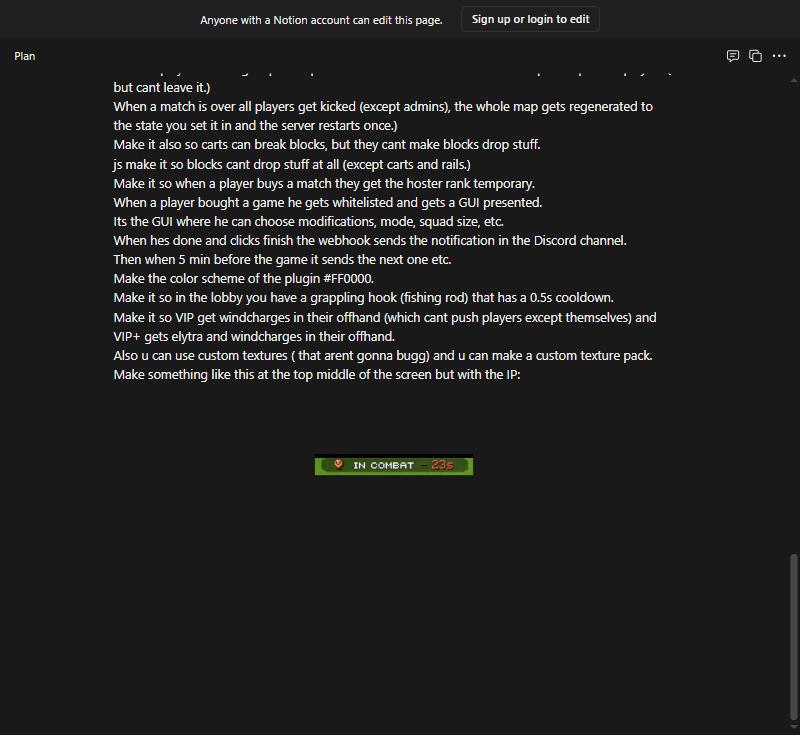 Anyone with a Notion account can edit this page.
Sign up or login to edit
Plan
but cant leave it.)
When a match is over all players get kicked (except admins), the whole map gets regenerated to
the state you set it in and the server restarts once.)
Make it also so carts can break blocks, but they cant make blocks drop stuff.
js make it so blocks cant drop stuff at all (except carts and rails.)
Make it so when a player buys a match they get the hoster rank temporary.
When a player bought a game he gets whitelisted and gets a GUI presented.
Its the GUI where he can choose modifications, mode, squad size, etc.
When hes done and clicks finish the webhook sends the notification in the Discord channel.
Then when 5 min before the game it sends the next one etc.
Make the color scheme of the plugin #FF0000.
Make it so in the lobby you have a grappling hook (fishing rod) that has a 0.5s cooldown.
Make it so VIP get windcharges in their offhand (which cant push players except themselves) and
VIP+ gets elytra and windcharges in their offhand.
Also u can use custom textures ( that arent gonna bugg) and u can make a custom texture pack.
Make something like this at the top middle of the screen but with the IP:
IN COMBAT - 23s